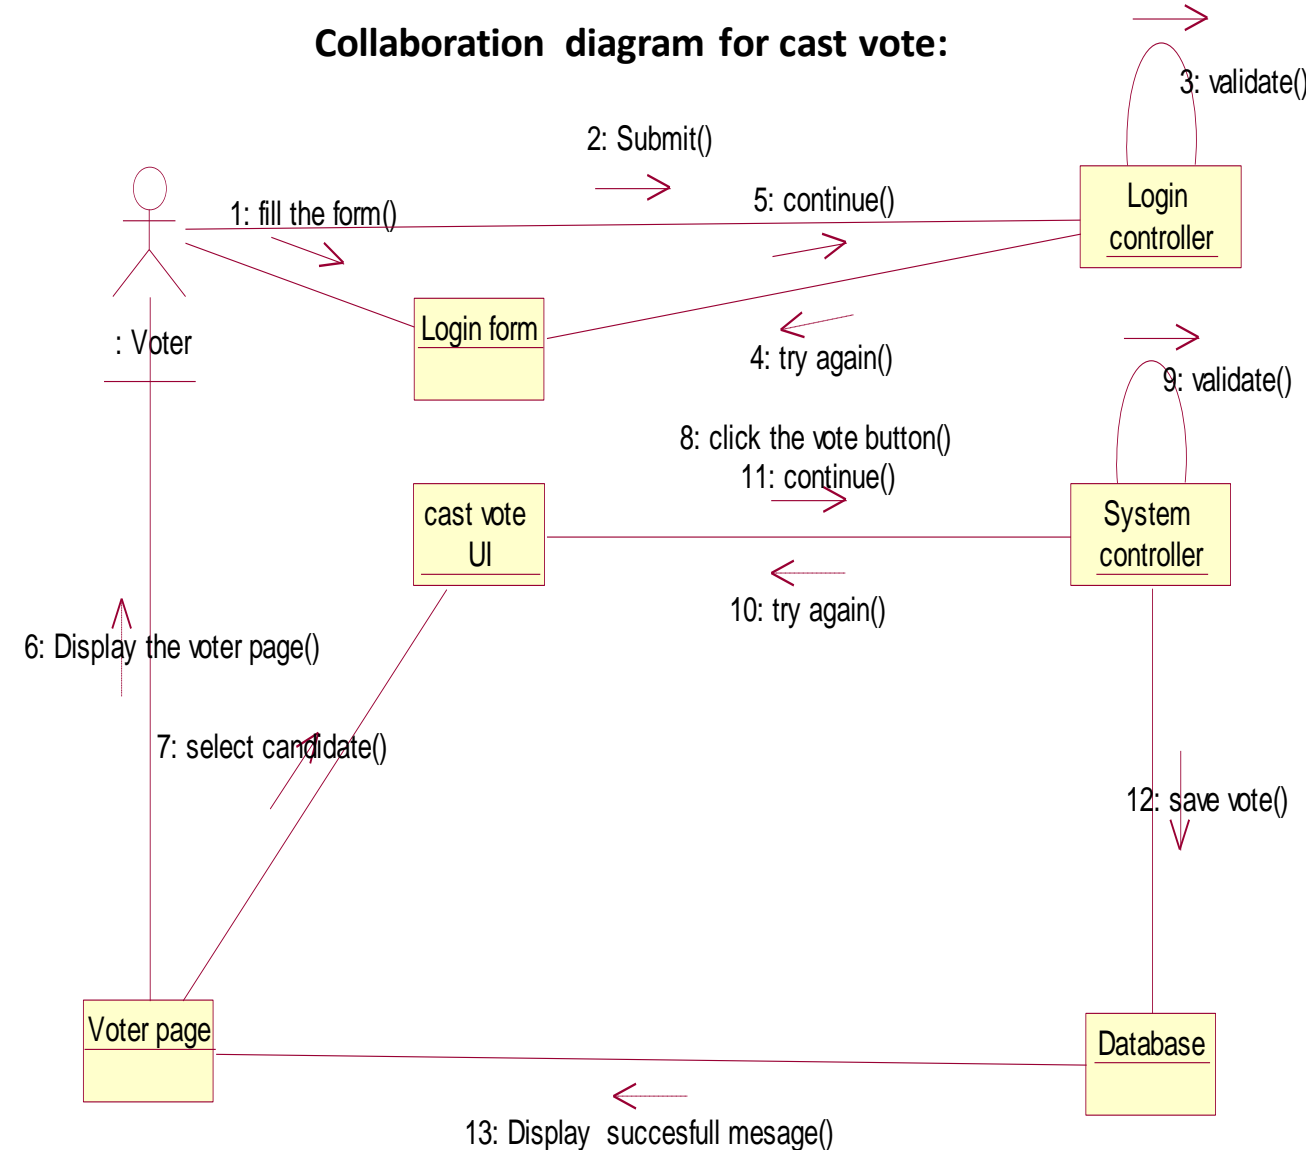 Collaboration diagram for cast vote:
3: validate()
2: Submit()
1: fill the form()
5: continue()
Login
controller
Login form
: Voter
4: try again()
9: validate()
8: click the vote button()
11: continue()
cast vote
UI
System
controller
10: try again()
6: Display the voter page()
7: select candidate()
12: save vote()
Voter page
Database
13: Display succesfull mesage()